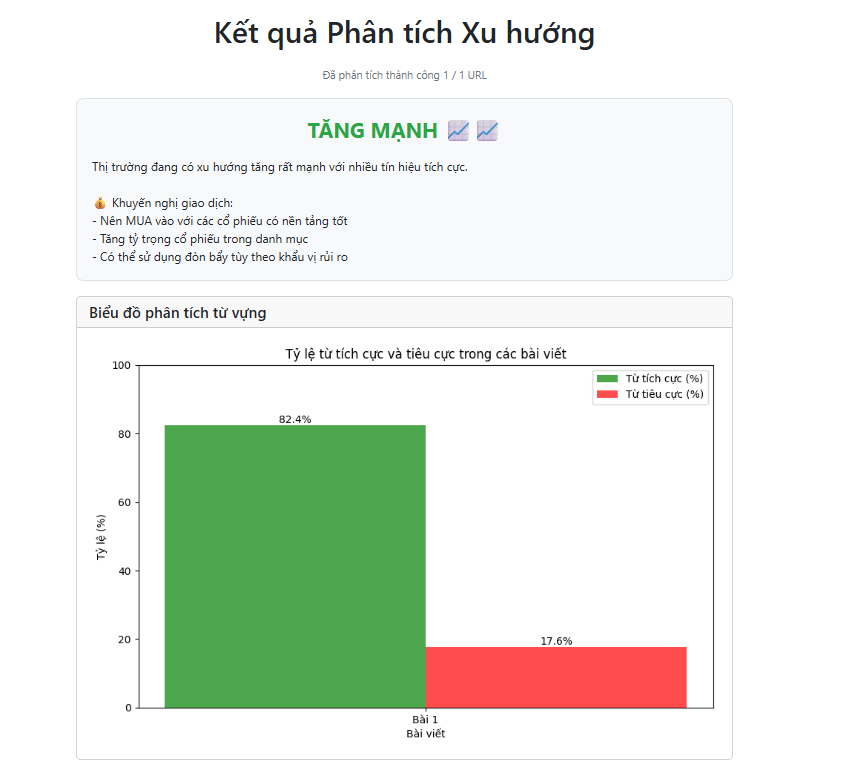 Kết quả Phân tích Xu hướng
Đã phân tích thành công 1 / 1 URL
TĂNG MẠNH
Thị trường đang có xu hướng tăng rất mạnh với nhiều tín hiệu tích cực.
Khuyến nghị giao dịch:
- Nên MUA vào với các cổ phiếu có nền tảng tốt
- Tăng tỷ trọng cổ phiếu trong danh mục
- Có thể sử dụng đòn bẩy tùy theo khẩu vị rủi ro
Biểu đồ phân tích từ vựng
Tỷ lệ từ tích cực và tiêu cực trong các bài viết
Từ tích cực (%)
Từ tiêu cực (%)
100
80
60
40
20
0
Tỷ lệ (%)
82.4%
17.6%
Bài 1
Bài viết